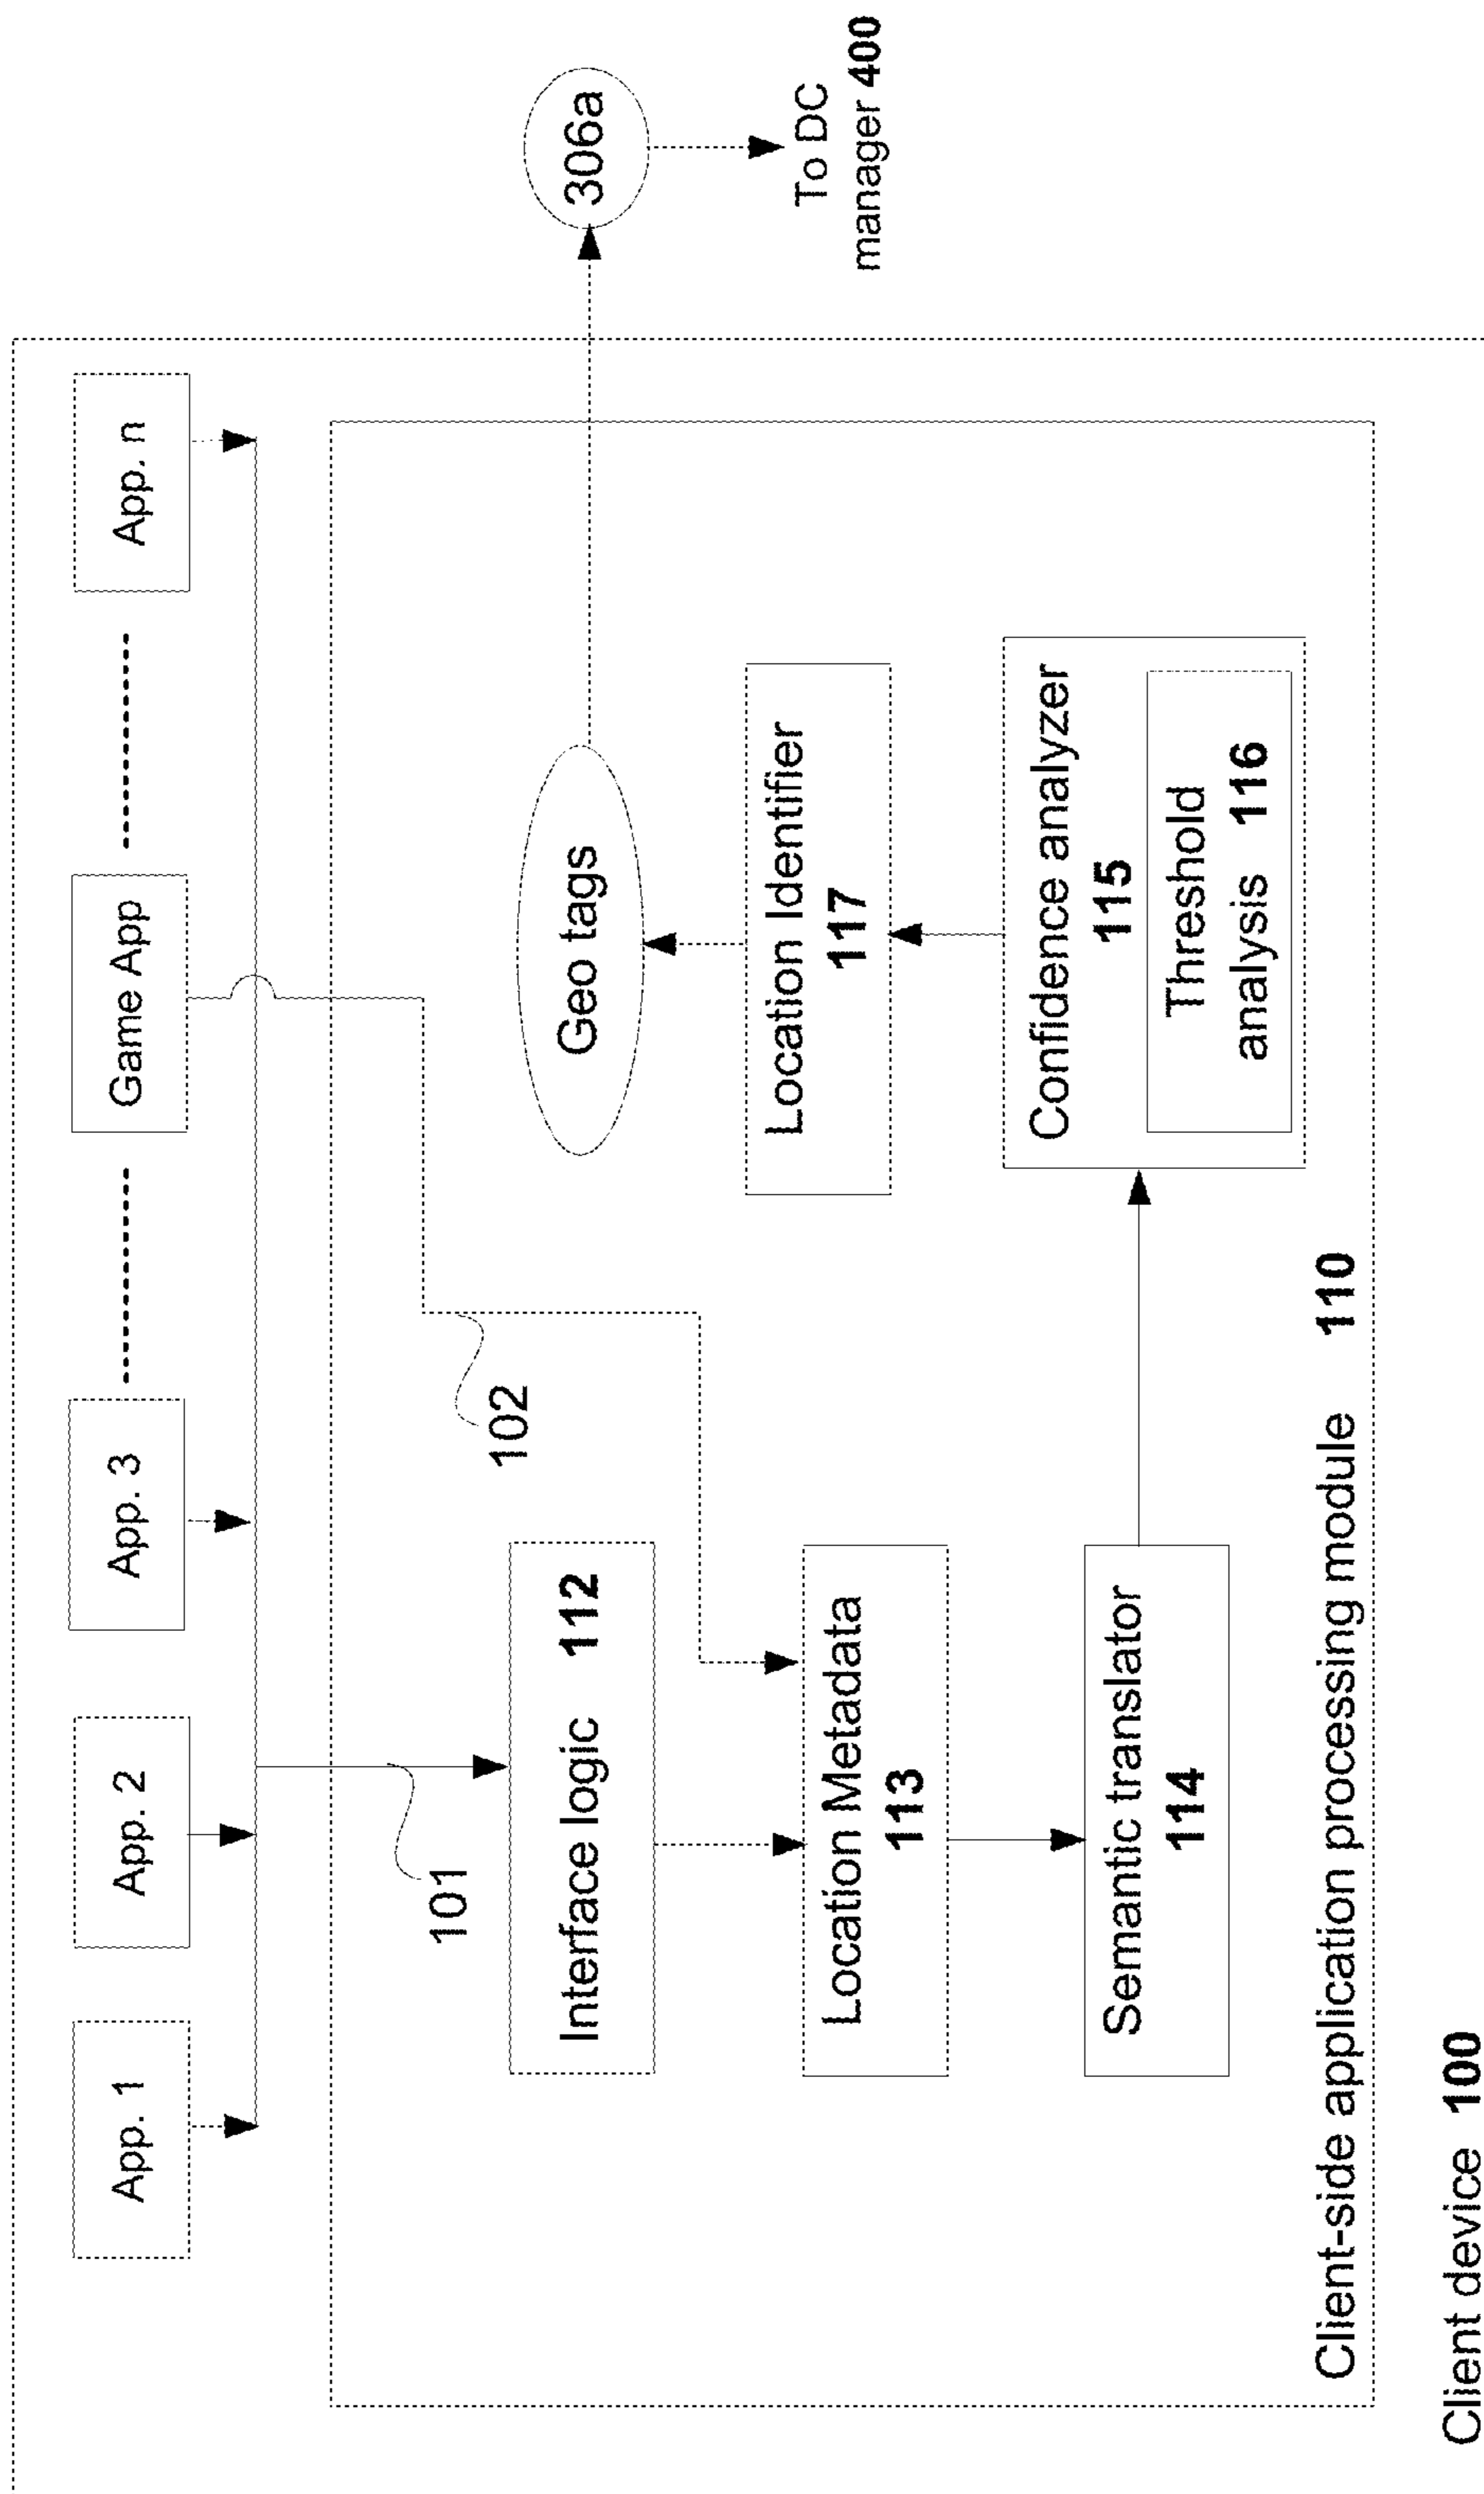 App. 1
App. 2
App. 3
Game App
App. n
101
102
Interface logic 112
Location Metadata
113
Semantic translator
114
Confidence analyzer
115
Threshold
analysis 116
Location Identifier
117
Geo tags
306a
To DC
manager 400
Client-side application processing module 110
Client device 100